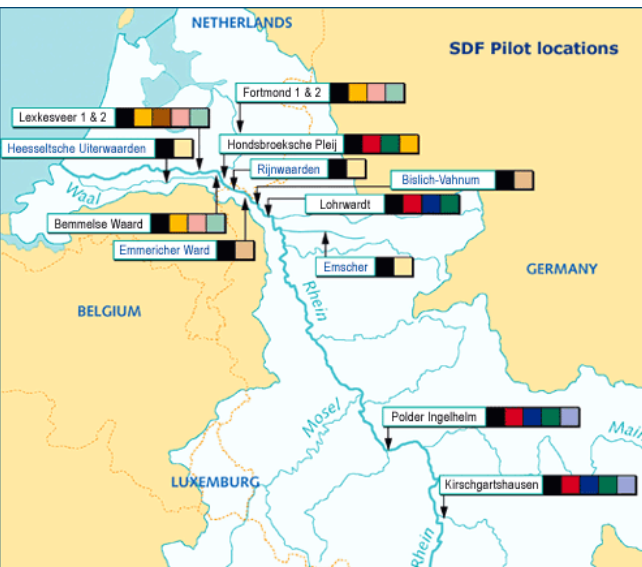 NETHERLANDS
SDF Pilot locations
Fortmond 1 & 2
Lexkesveer 1 & 2
Hondsbroeksche Pleij
Heesseltsche Uiterwaarden
Rijnwaarden
Bislich-Vahnum
Waal
Lohrwardt
Bemmelse Waard
Emmericher Ward
Emscher
GERMANY
Rhein
BELGIUM
Mosel
Polder Ingelhelm
Main
LUXEMBURG
Kirschgartshausen
Rhein